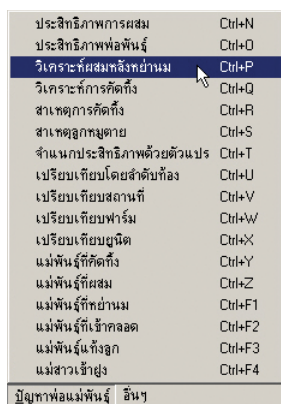 ประสิทธิภาพการผสม Ctrl+N
ประสิทธิภาพพ่อพันธุ์ Ctrl+O
วิเคราะห์ผสมหลังหย่านม Ctrl+P
วิเคราะห์การคัดทิ้ง Ctrl+Q
สาเหตุการคัดทิ้ง Ctrl+R
สาเหตุลูกหมูตาย Ctrl+S
จำแนกประสิทธิภาพด้วยตัวแปร Ctrl+T
เปรียบเทียบโดยลำดับท้อง Ctrl+U
เปรียบเทียบสถานที่ Ctrl+V
เปรียบเทียบฟาร์ม Ctrl+W
เปรียบเทียบยูนิต Ctrl+X
แม่พันธุ์ที่คัดทิ้ง Ctrl+Y
แม่พันธุ์ที่ผสม Ctrl+Z
แม่พันธุ์ที่หย่านม Ctrl+F1
แม่พันธุ์ที่เข้าคลอด Ctrl+F2
แม่พันธุ์แท้งลูก Ctrl+F3
แม่สาวเข้าฝูง Ctrl+F4
ปัญหาพ่อแม่พันธุ์ อื่นๆ